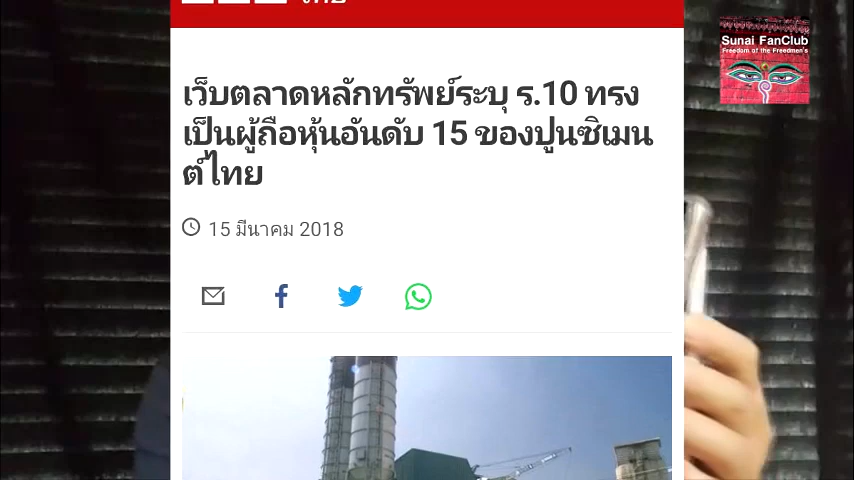 Sunai FanClub
Freedom of the Freedmen's
เว็บตลาดหลักทรัพย์ระบุ ร.10 ทรง
เป็นผู้ถือหุ้นอันดับ 15 ของปูนซิเมน
ต์ไทย
15 มีนาคม 2018